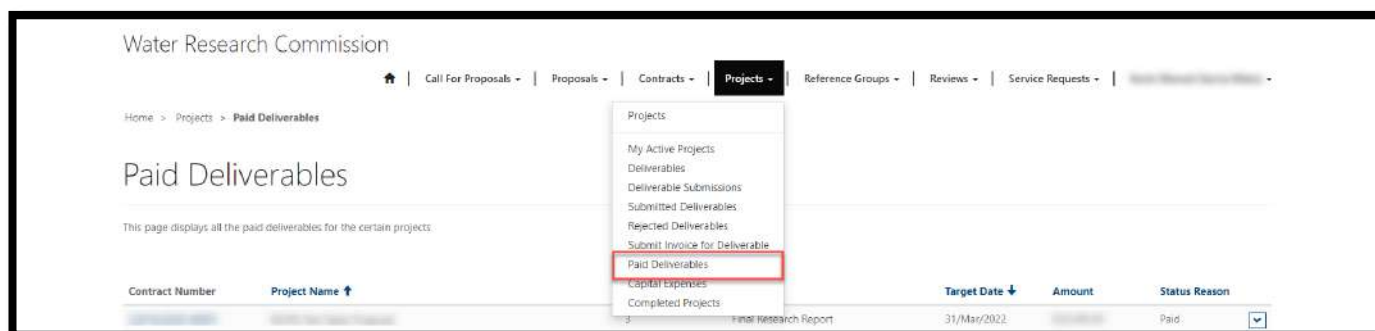 Water Research Commission
Call For Proposals | Proposals | Contracts | Projects | Reference Groups | Reviews | Service Requests |
Home > Projects > Paid Deliverables
Projects
My Active Projects
Deliverables
Deliverable Submissions
Submitted Deliverables
Rejected Deliverables
Submit Invoice for Deliverable
Paid Deliverables
Capital Expenses
Completed Projects
Paid Deliverables
This page displays all the paid deliverables for the certain projects
Contract Number Project Name Target Date Amount Status Reason
3 Final Research Report 31/Mar/2022 Paid